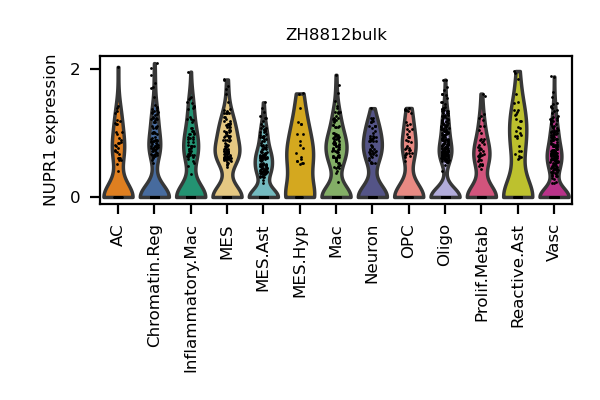 ZH8812bulk
NUPR1 expression
2
0
AC
Chromatin.Reg
Inflammatory.Mac
MES
MES.Ast
MES.Hyp
Mac
Neuron
OPC
Oligo
Prolif.Metab
Reactive.Ast
Vasc